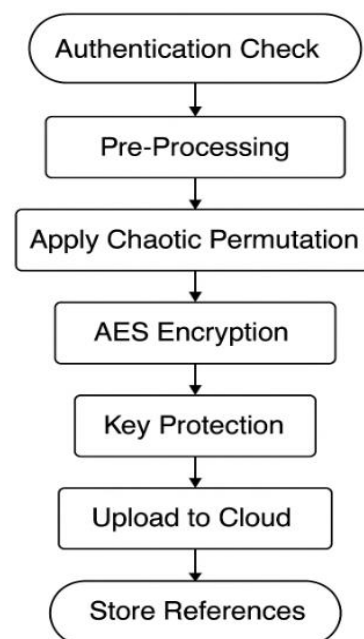 Authentication Check
Pre-Processing
Apply Chaotic Permutation
AES Encryption
Key Protection
Upload to Cloud
Store References